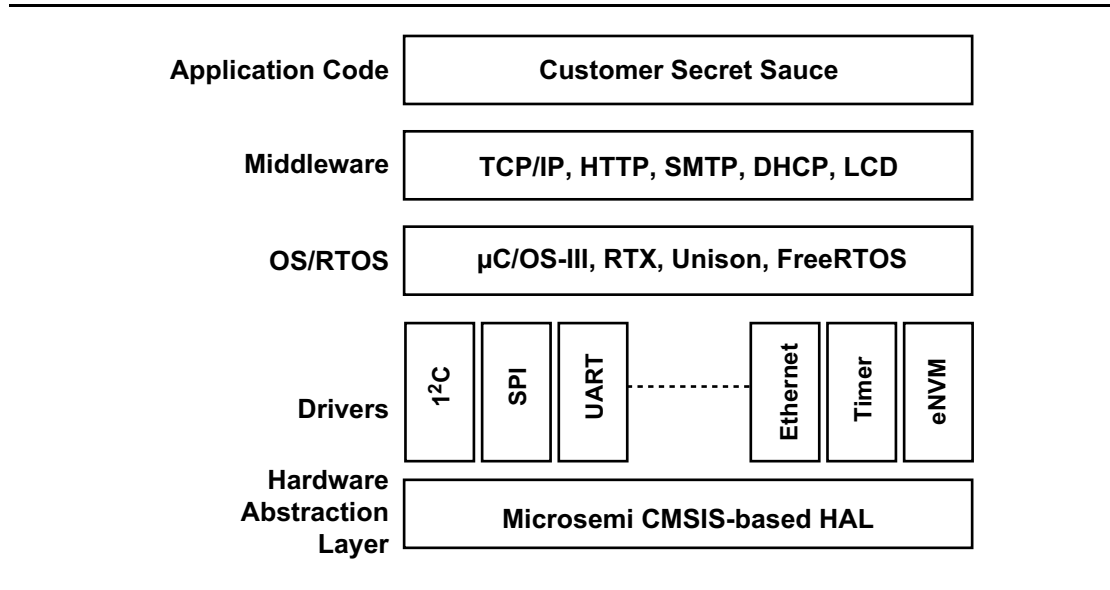 Application Code
Customer Secret Sauce
Middleware
TCP/IP, HTTP, SMTP, DHCP, LCD
OS/RTOS
µC/OS-III, RTX, Unison, FreeRTOS
Drivers
1²C
SPI
UART
Ethernet
Timer
eNVM
Hardware
Abstraction
Layer
Microsemi CMSIS-based HAL